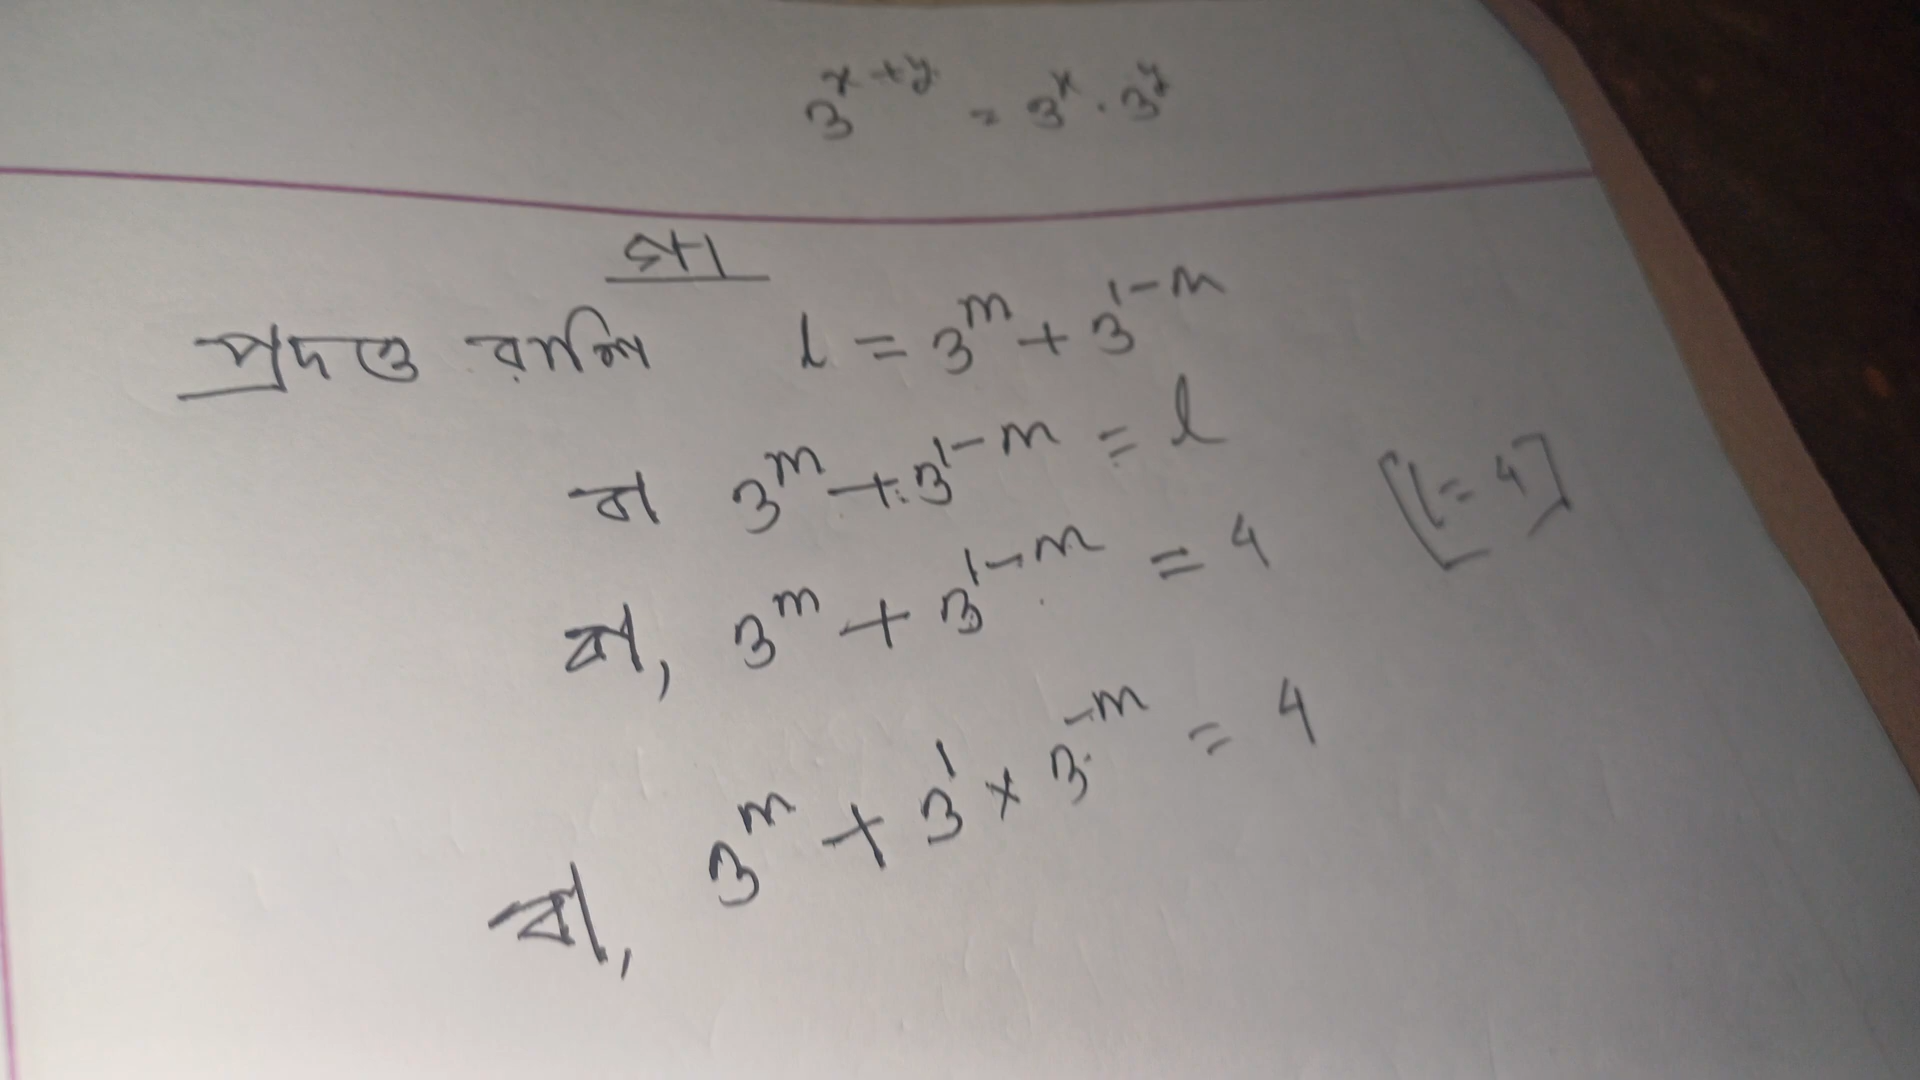 3^{x+y} = 3^x . 3^y
প্রদত্ত রাশি l = 3^m + 3^{1-m}
বা 3^m + 3^{1-m} = l
বা, 3^m + 3^{1-m} = 4 [l = 4]
বা, 3^m + 3^1 × 3^{-m} = 4